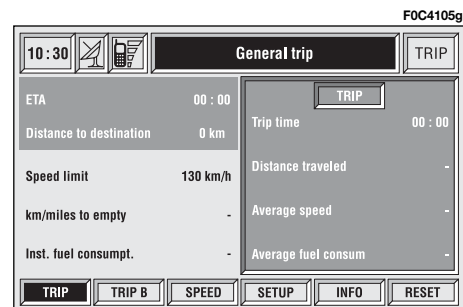 F0C4105g
10:30 General trip TRIP
ETA 00 : 00
Distance to destination 0 km
Speed limit 130 km/h
km/miles to empty -
Inst. fuel consumpt. -
TRIP
Trip time 00 : 00
Distance traveled -
Average speed -
Average fuel consum -
TRIP TRIP B SPEED SETUP INFO RESET